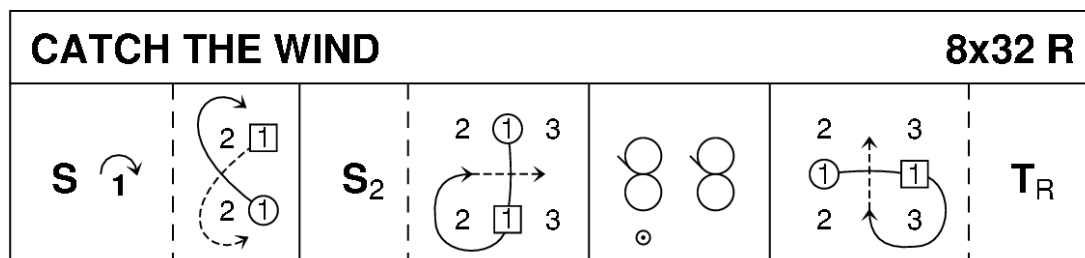 CATCH THE WIND 8x32 R
S 1 2 1 2 1 S2 2 1 3 2 1 3 2 3 1 1 2 3 TR